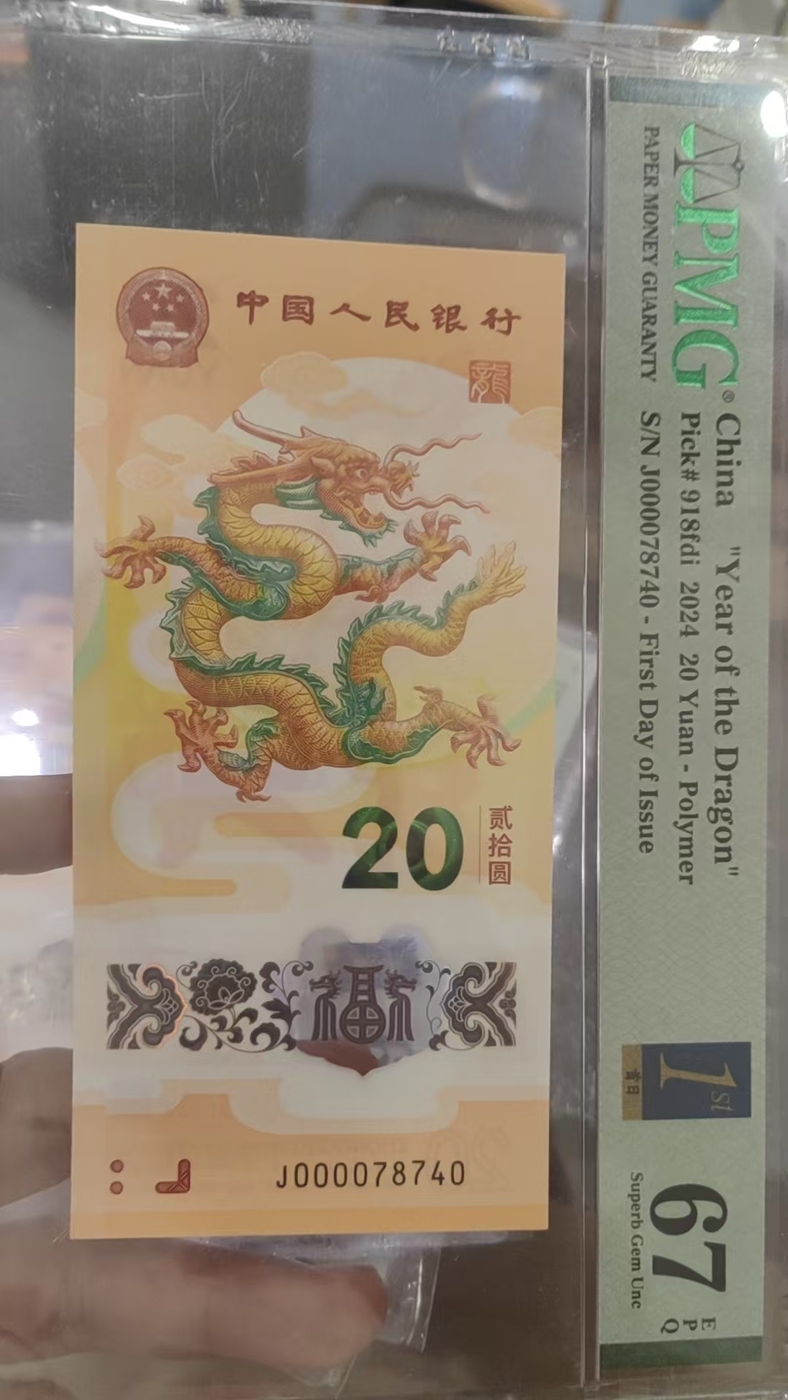 中国人民银行
龍
20
贰拾圆
福
J000078740
PMG®
PAPER MONEY GUARANTY
China "Year of the Dragon"
Pick# 918fdi 2024 20 Yuan - Polymer
S/N J000078740 - First Day of Issue
1st
首日
67
EPQ
Superb Gem Unc